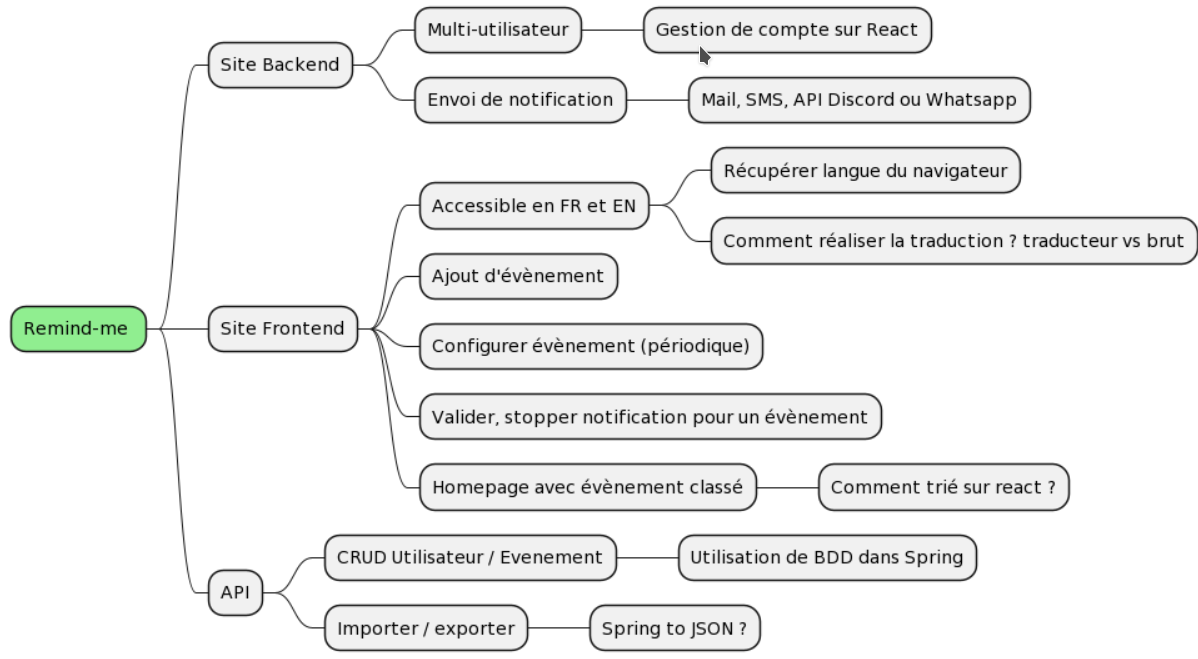 Remind-me
Site Backend
Multi-utilisateur
Gestion de compte sur React
Envoi de notification
Mail, SMS, API Discord ou Whatsapp
Site Frontend
Accessible en FR et EN
Récupérer langue du navigateur
Comment réaliser la traduction ? traducteur vs brut
Ajout d'évènement
Configurer évènement (périodique)
Valider, stopper notification pour un évènement
Homepage avec évènement classé
Comment trié sur react ?
API
CRUD Utilisateur / Evenement
Utilisation de BDD dans Spring
Importer / exporter
Spring to JSON ?